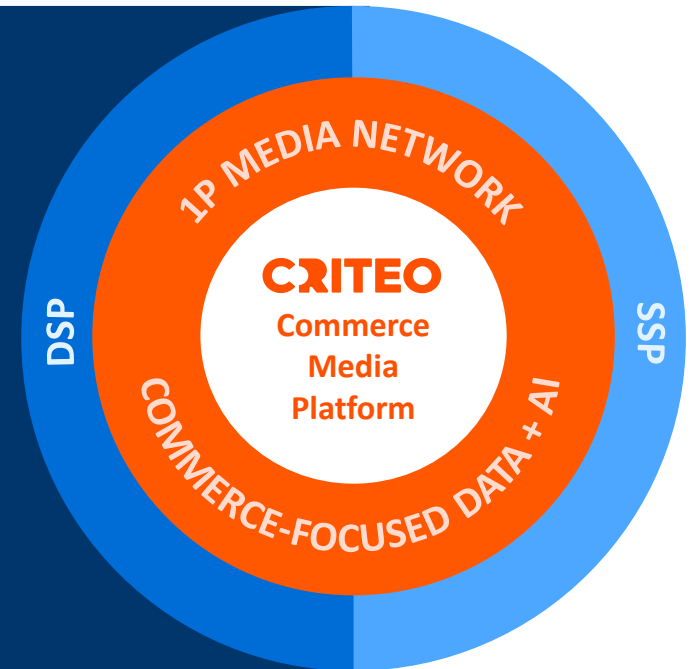 1P MEDIA NETWORK
DSP
CRITEO
Commerce
Media
Platform
SSP
COMMERCE-FOCUSED DATA + AI